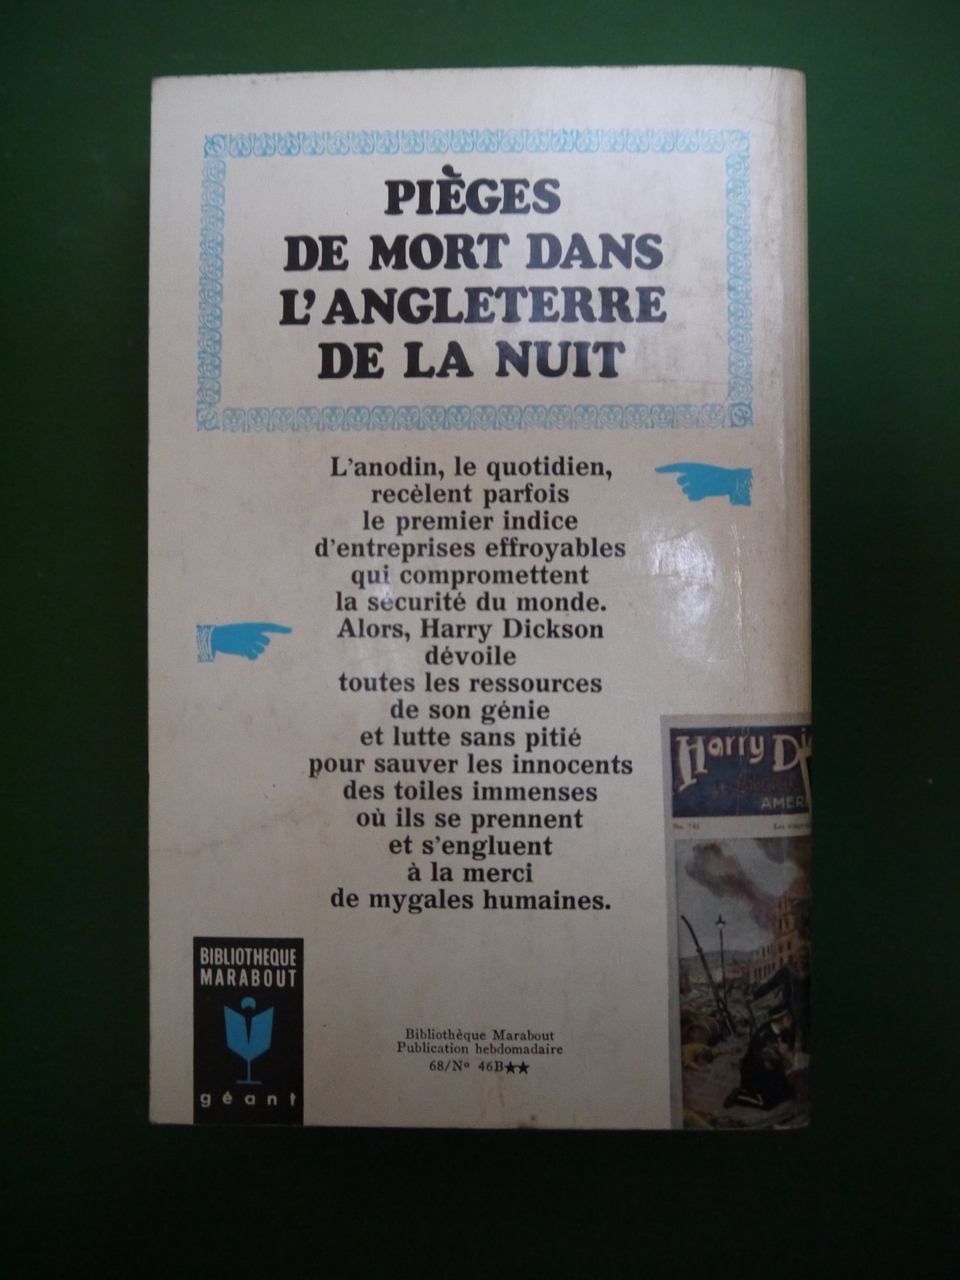 PIÈGES
DE MORT DANS
L'ANGLETERRE
DE LA NUIT
L'anodin, le quotidien,
recèlent parfois
le premier indice
d'entreprises effroyables
qui compromettent
la sécurité du monde.
Alors, Harry Dickson
dévoile
toutes les ressources
de son génie
et lutte sans pitié
pour sauver les innocents
des toiles immenses
où ils se prennent
et s'engluent
à la merci
de mygales humaines.
Harry
AMER
BIBLIOTHEQUE
MARABOUT
géant
Bibliothèque Marabout
Publication hebdomadaire
68/Nº 46B★★